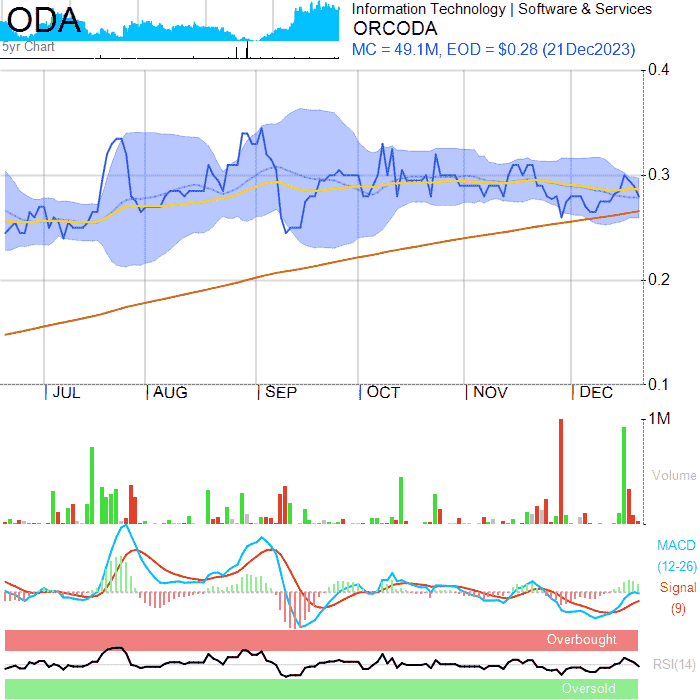 ODA
5yr Chart
Information Technology | Software & Services
ORCODA
MC = 49.1M, EOD = $0.28 (21Dec2023)
0.4
0.3
0.2
0.1
JUL AUG SEP OCT NOV DEC
1M
Volume
MACD
(12-26)
Signal
(9)
Overbought
RSI(14)
Oversold